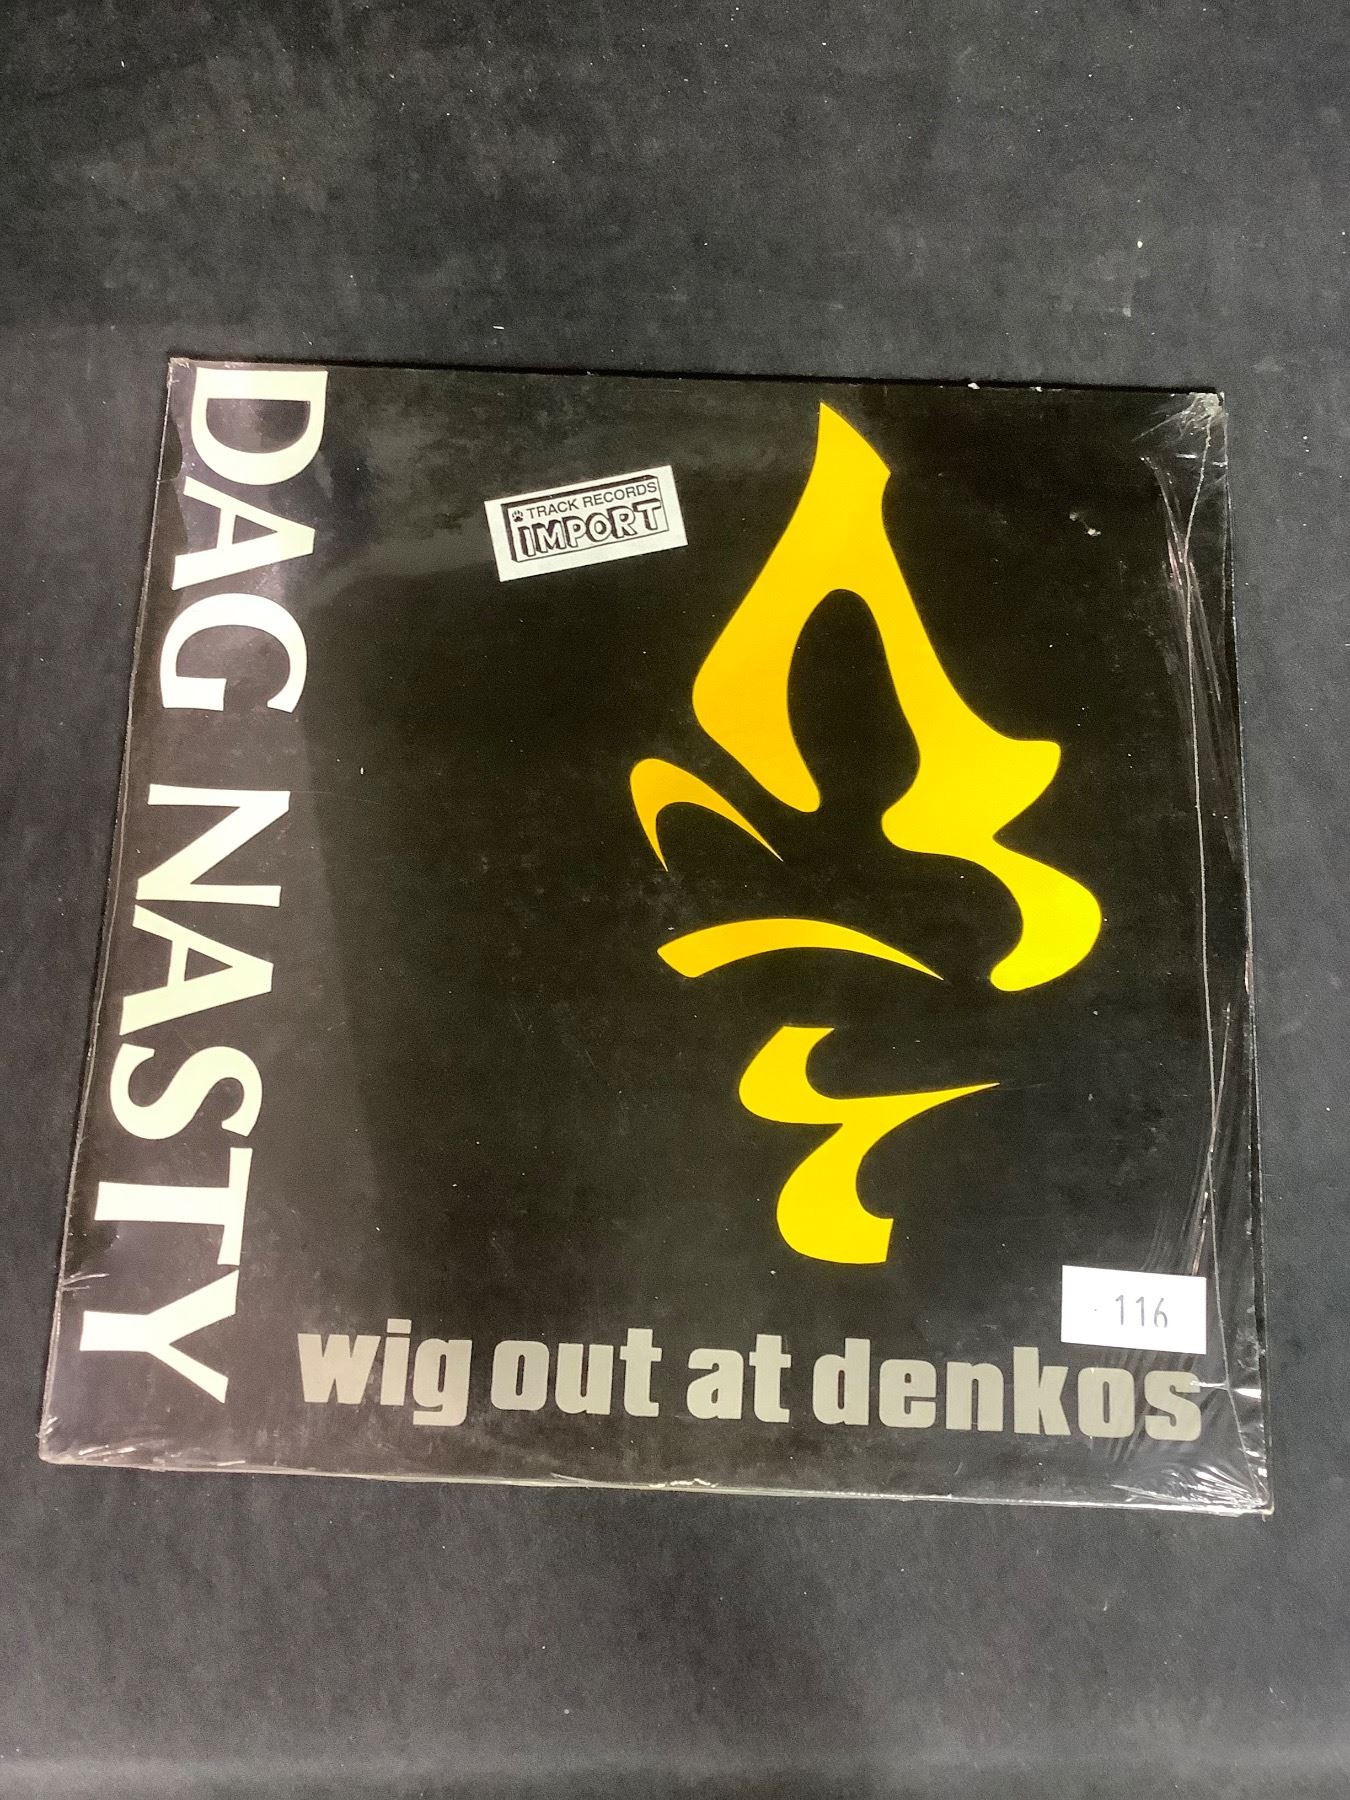 DAG NASTY
TRACK RECORDS
IMPORT
116
wig out at denkos